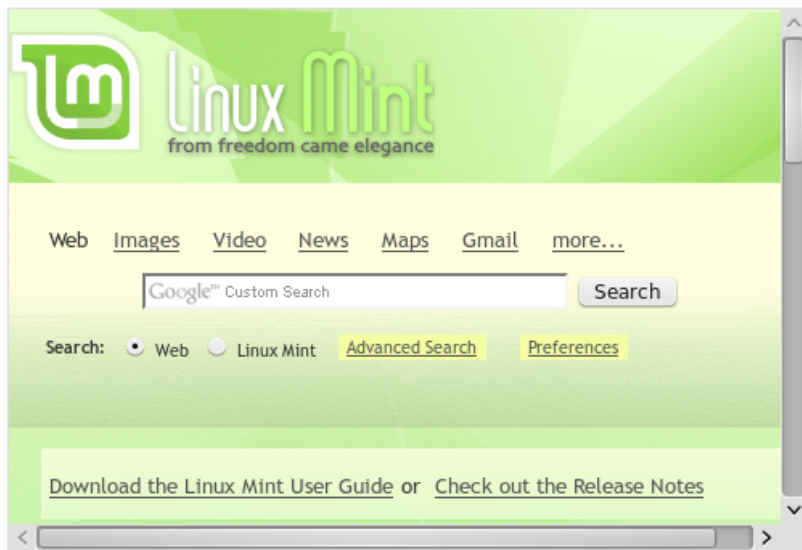 lm Linux Mint
from freedom came elegance
Web Images Video News Maps Gmail more...
Google™ Custom Search Search
Search: Web Linux Mint Advanced Search Preferences
Download the Linux Mint User Guide or Check out the Release Notes